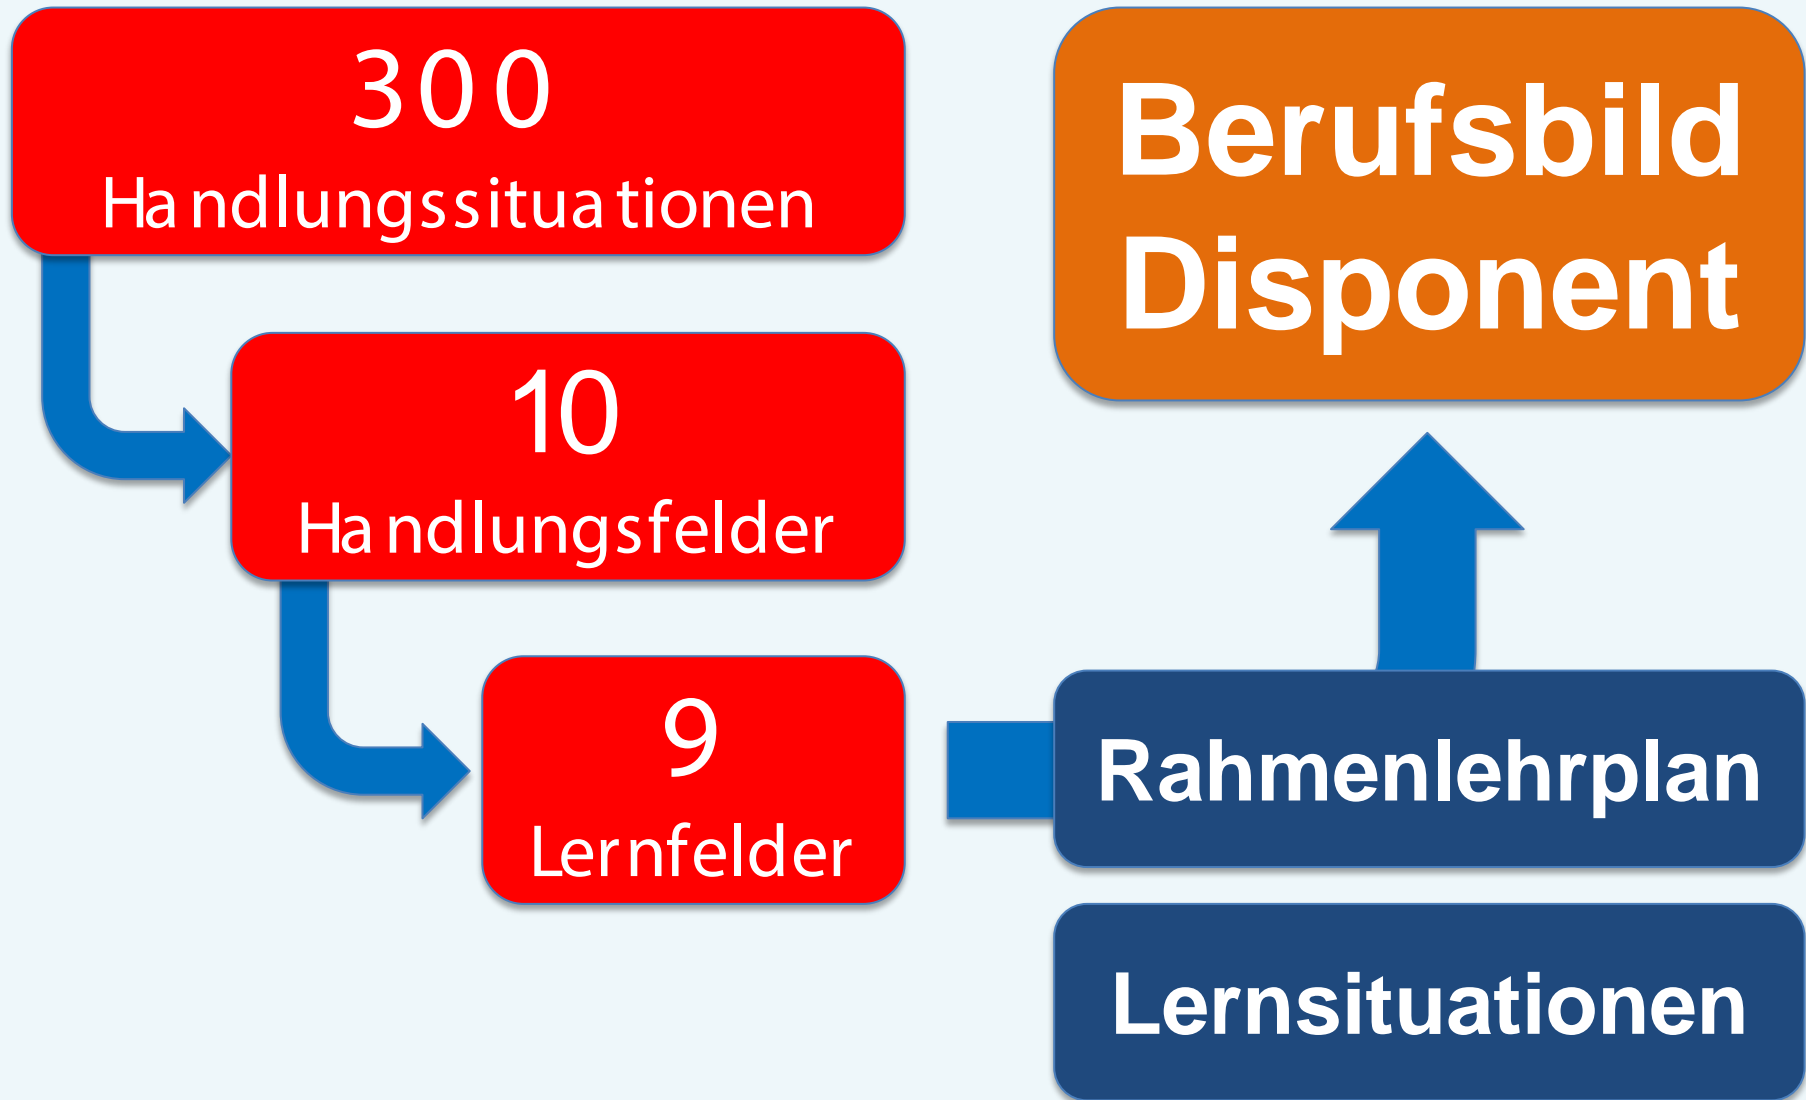 300
Handlungssituationen
10
Handlungsfelder
9
Lernfelder
Berufsbild
Disponent
Rahmenlehrplan
Lernsituationen